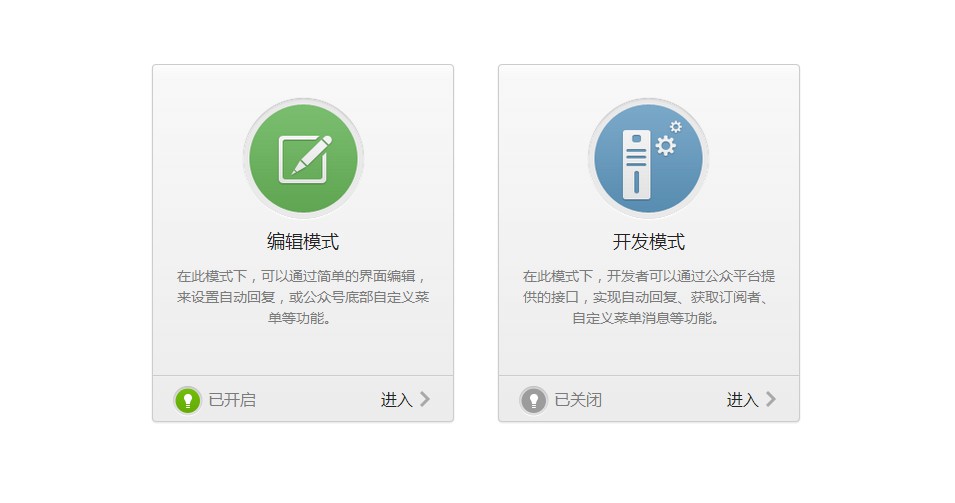 编辑模式
在此模式下，可以通过简单的界面编辑，
来设置自动回复，或公众号底部自定义菜
单等功能。
已开启
进入
开发模式
在此模式下，开发者可以通过公众平台提
供的接口，实现自动回复、获取订阅者、
自定义菜单消息等功能。
已关闭
进入